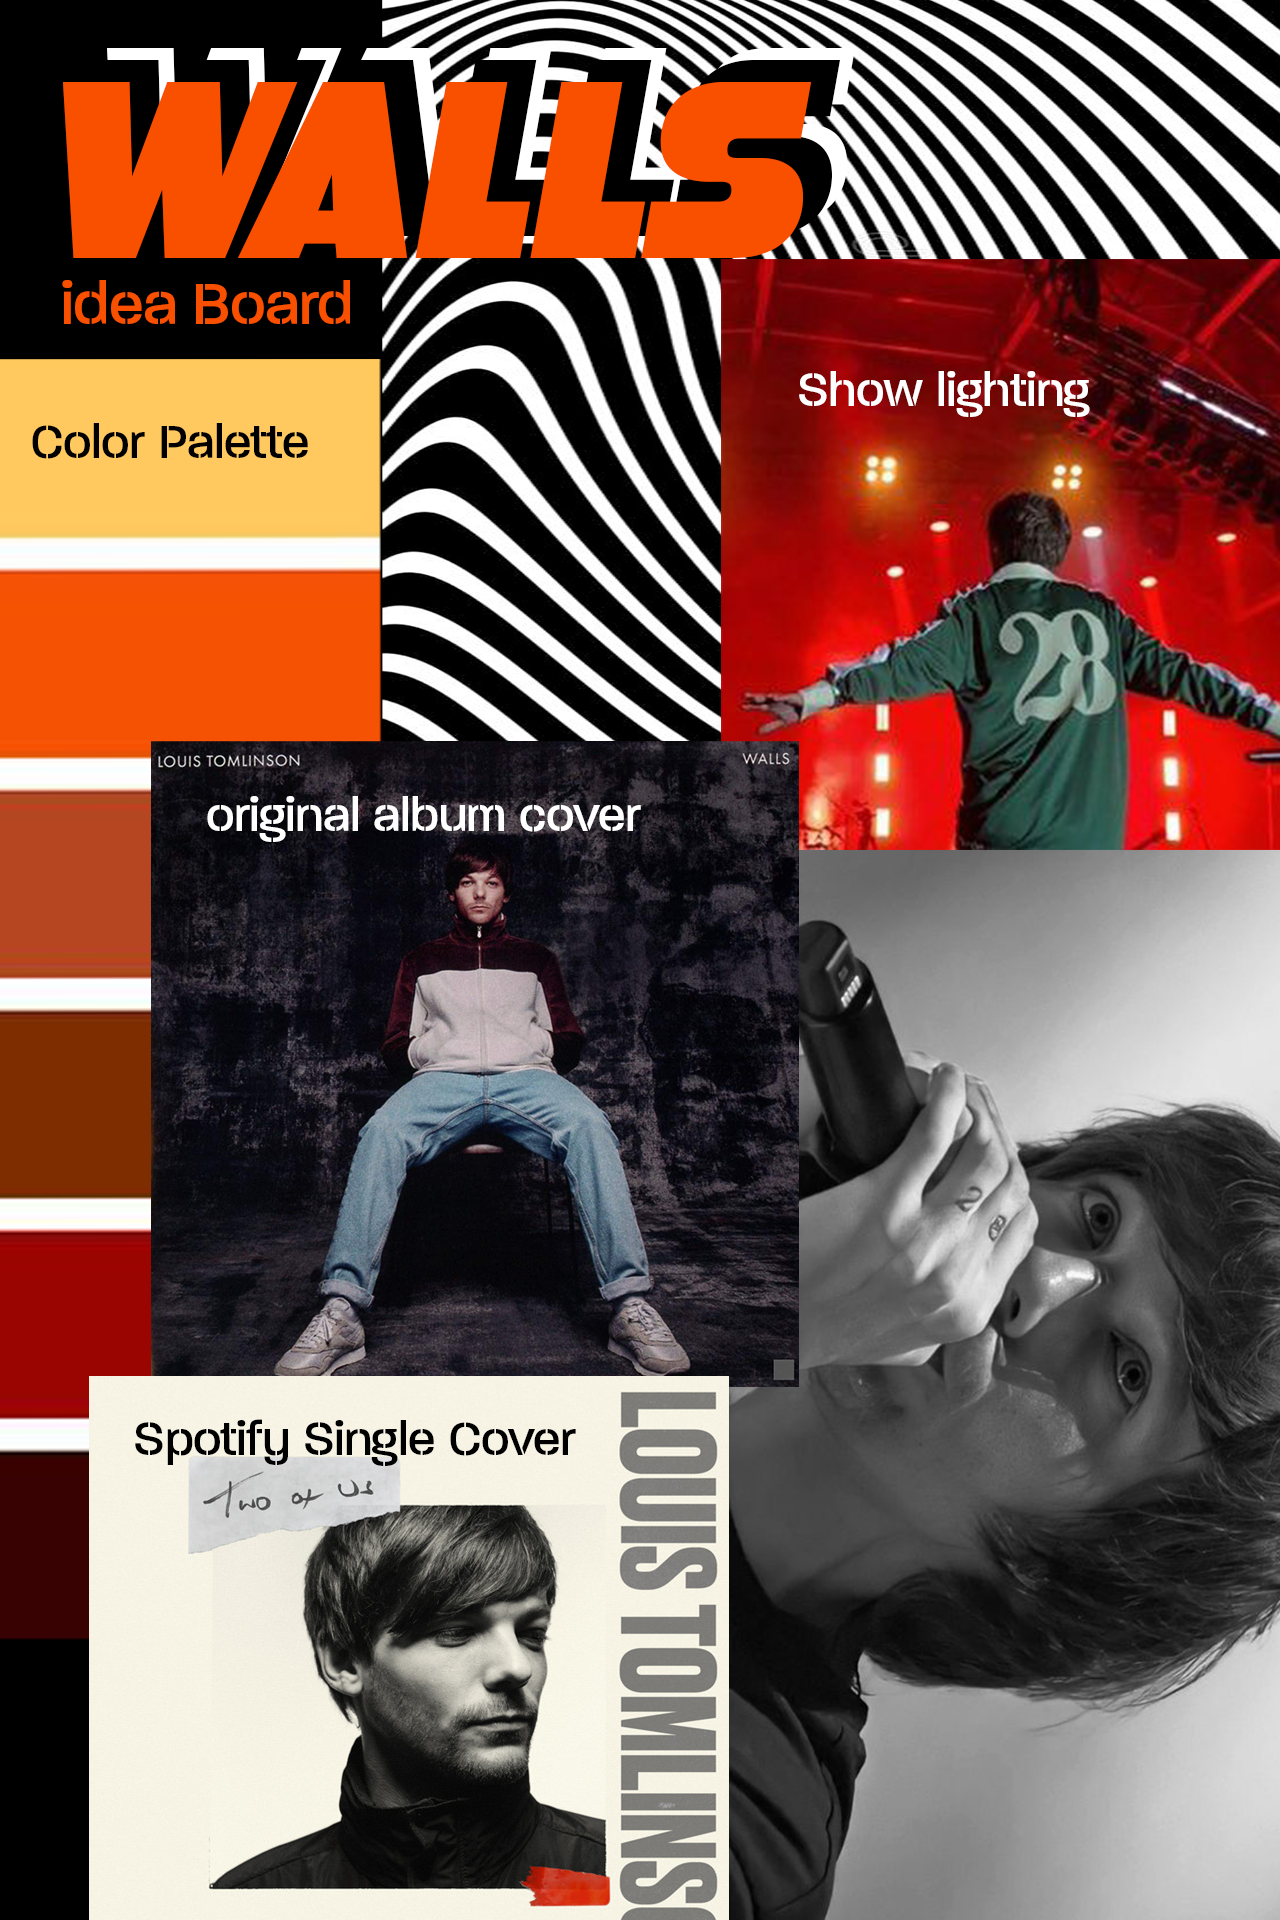 WALLS
idea Board
Color Palette
Show lighting
28
LOUIS TOMLINSON
WALLS
original album cover
Spotify Single Cover
Two of us
LOUIS TOMLINSO